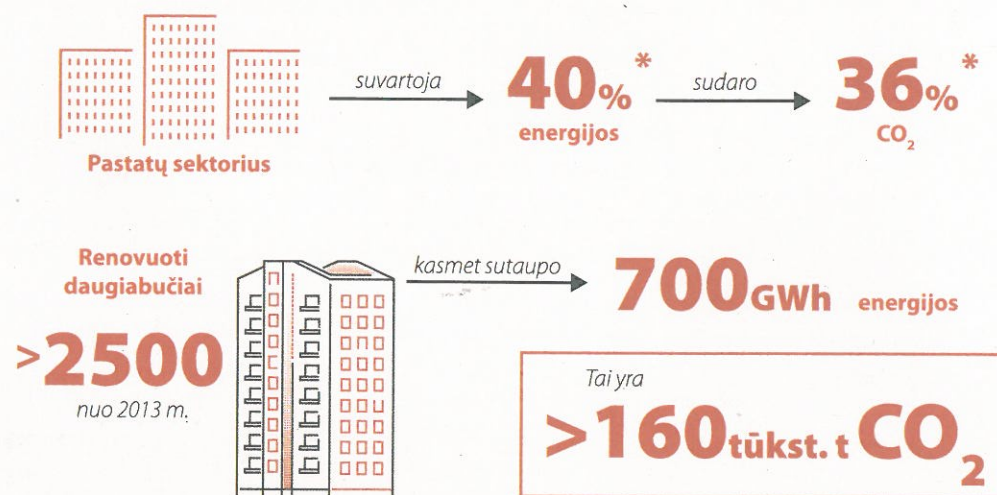 Pastatų sektorius
suvartoja
40% *
energijos
sudaro
36% *
CO₂
Renovuoti
daugiabučiai
>2500
nuo 2013 m.
kasmet sutaupo
700GWh energijos
Tai yra
>160tūkst. t CO₂